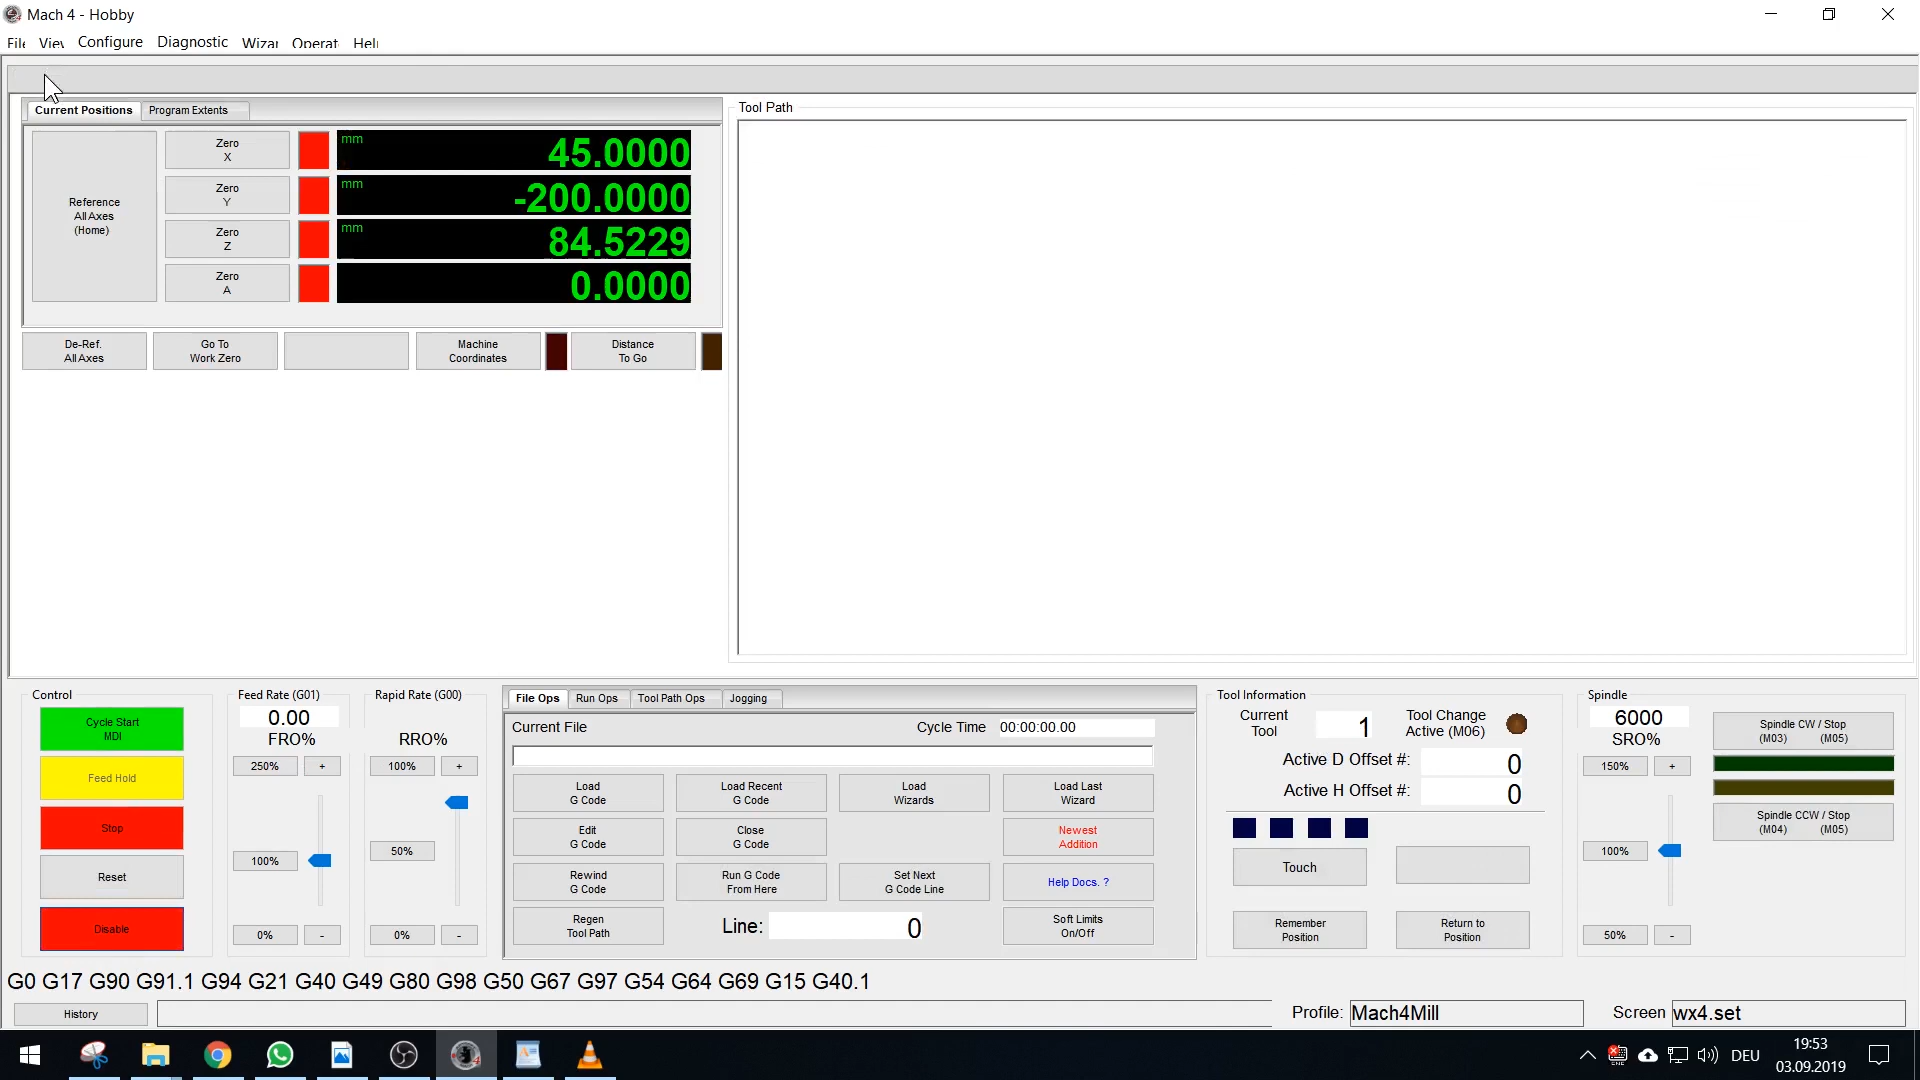 Mach 4 - Hobby
File View Configure Diagnostic Wizar Operat Help
Current Positions Program Extents
Tool Path
Reference
All Axes
(Home)
Zero
X
mm
45.0000
Zero
Y
mm
-200.0000
Zero
Z
mm
84.5229
Zero
A
0.0000
De-Ref.
All Axes
Go To
Work Zero
Machine
Coordinates
Distance
To Go
Control
Cycle Start
MDI
Feed Hold
Stop
Reset
Disable
Feed Rate (G01)
0.00
FRO%
250% +
100%
0% -
Rapid Rate (G00)
RRO%
100% +
50%
0% -
File Ops Run Ops Tool Path Ops Jogging
Current File Cycle Time 00:00:00.00
Load
G Code
Load Recent
G Code
Load
Wizards
Load Last
Wizard
Edit
G Code
Close
G Code
Newest
Addition
Rewind
G Code
Run G Code
From Here
Set Next
G Code Line
Help Docs. ?
Regen
Tool Path
Line: 0
Soft Limits
On/Off
Tool Information
Current
Tool
1
Tool Change
Active (M06)
Active D Offset #: 0
Active H Offset #: 0
Touch
Remember
Position
Return to
Position
Spindle
6000
SRO%
150% +
100%
50% -
Spindle CW / Stop
(M03) (M05)
Spindle CCW / Stop
(M04) (M05)
G0 G17 G90 G91.1 G94 G21 G40 G49 G80 G98 G50 G67 G97 G54 G64 G69 G15 G40.1
History
Profile: Mach4Mill
Screen wx4.set
DEU
19:53
03.09.2019